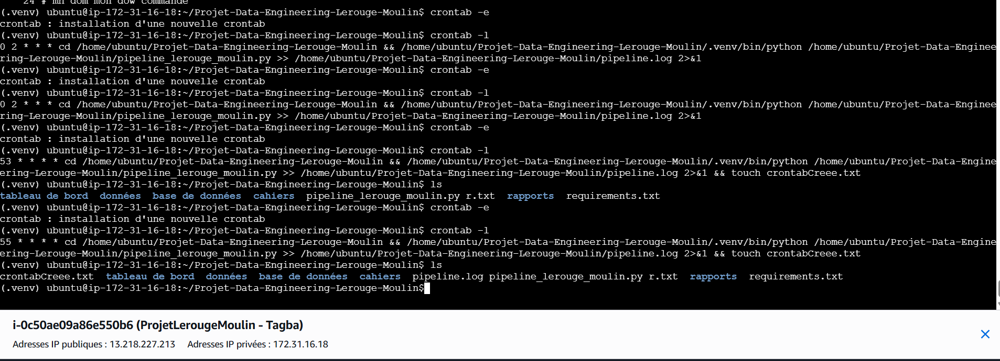 24 # mh dom mon dow commande
(.venv) ubuntu@ip-172-31-16-18:~/Projet-Data-Engineering-Lerouge-Moulin$ crontab -e
crontab : installation d'une nouvelle crontab
(.venv) ubuntu@ip-172-31-16-18:~/Projet-Data-Engineering-Lerouge-Moulin$ crontab -l
0 2 * * * cd /home/ubuntu/Projet-Data-Engineering-Lerouge-Moulin && /home/ubuntu/Projet-Data-Engineering-Lerouge-Moulin/.venv/bin/python /home/ubuntu/Projet-Data-Enginee
ring-Lerouge-Moulin/pipeline_lerouge_moulin.py >> /home/ubuntu/Projet-Data-Engineering-Lerouge-Moulin/pipeline.log 2>&1
(.venv) ubuntu@ip-172-31-16-18:~/Projet-Data-Engineering-Lerouge-Moulin$ crontab -e
crontab : installation d'une nouvelle crontab
(.venv) ubuntu@ip-172-31-16-18:~/Projet-Data-Engineering-Lerouge-Moulin$ crontab -l
0 2 * * * cd /home/ubuntu/Projet-Data-Engineering-Lerouge-Moulin && /home/ubuntu/Projet-Data-Engineering-Lerouge-Moulin/.venv/bin/python /home/ubuntu/Projet-Data-Enginee
ring-Lerouge-Moulin/pipeline_lerouge_moulin.py >> /home/ubuntu/Projet-Data-Engineering-Lerouge-Moulin/pipeline.log 2>&1
(.venv) ubuntu@ip-172-31-16-18:~/Projet-Data-Engineering-Lerouge-Moulin$ crontab -e
crontab : installation d'une nouvelle crontab
(.venv) ubuntu@ip-172-31-16-18:~/Projet-Data-Engineering-Lerouge-Moulin$ crontab -l
53 * * * * cd /home/ubuntu/Projet-Data-Engineering-Lerouge-Moulin && /home/ubuntu/Projet-Data-Engineering-Lerouge-Moulin/.venv/bin/python /home/ubuntu/Projet-Data-Engine
ering-Lerouge-Moulin/pipeline_lerouge_moulin.py >> /home/ubuntu/Projet-Data-Engineering-Lerouge-Moulin/pipeline.log 2>&1 && touch crontabCreee.txt
(.venv) ubuntu@ip-172-31-16-18:~/Projet-Data-Engineering-Lerouge-Moulin$ ls
tableau de bord données base de données cahiers pipeline_lerouge_moulin.py r.txt rapports requirements.txt
(.venv) ubuntu@ip-172-31-16-18:~/Projet-Data-Engineering-Lerouge-Moulin$ crontab -e
crontab : installation d'une nouvelle crontab
(.venv) ubuntu@ip-172-31-16-18:~/Projet-Data-Engineering-Lerouge-Moulin$ crontab -l
55 * * * * cd /home/ubuntu/Projet-Data-Engineering-Lerouge-Moulin && /home/ubuntu/Projet-Data-Engineering-Lerouge-Moulin/.venv/bin/python /home/ubuntu/Projet-Data-Engine
ering-Lerouge-Moulin/pipeline_lerouge_moulin.py >> /home/ubuntu/Projet-Data-Engineering-Lerouge-Moulin/pipeline.log 2>&1 && touch crontabCreee.txt
(.venv) ubuntu@ip-172-31-16-18:~/Projet-Data-Engineering-Lerouge-Moulin$ ls
crontabCreee.txt tableau de bord données base de données cahiers pipeline.log pipeline_lerouge_moulin.py r.txt rapports requirements.txt
(.venv) ubuntu@ip-172-31-16-18:~/Projet-Data-Engineering-Lerouge-Moulin$
i-0c50ae09a86e550b6 (ProjetLerougeMoulin - Tagba)
Adresses IP publiques : 13.218.227.213 Adresses IP privées : 172.31.16.18